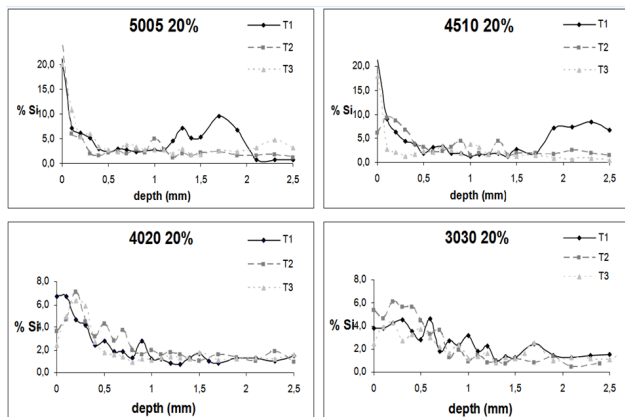 5005 20%
T1
T2
T3
20,0
15,0
% Si
10,0
5,0
0,0
0 0,5 1 1,5 2 2,5
depth (mm)
4510 20%
T1
T2
T3
20,0
15,0
% Si
10,0
5,0
0,0
0 0,5 1 1,5 2 2,5
depth (mm)
4020 20%
T1
T2
T3
8,0
6,0
% Si
4,0
2,0
0,0
0 0,5 1 1,5 2 2,5
depth (mm)
3030 20%
T1
T2
T3
8,0
6,0
% Si
4,0
2,0
0,0
0 0,5 1 1,5 2 2,5
depth (mm)